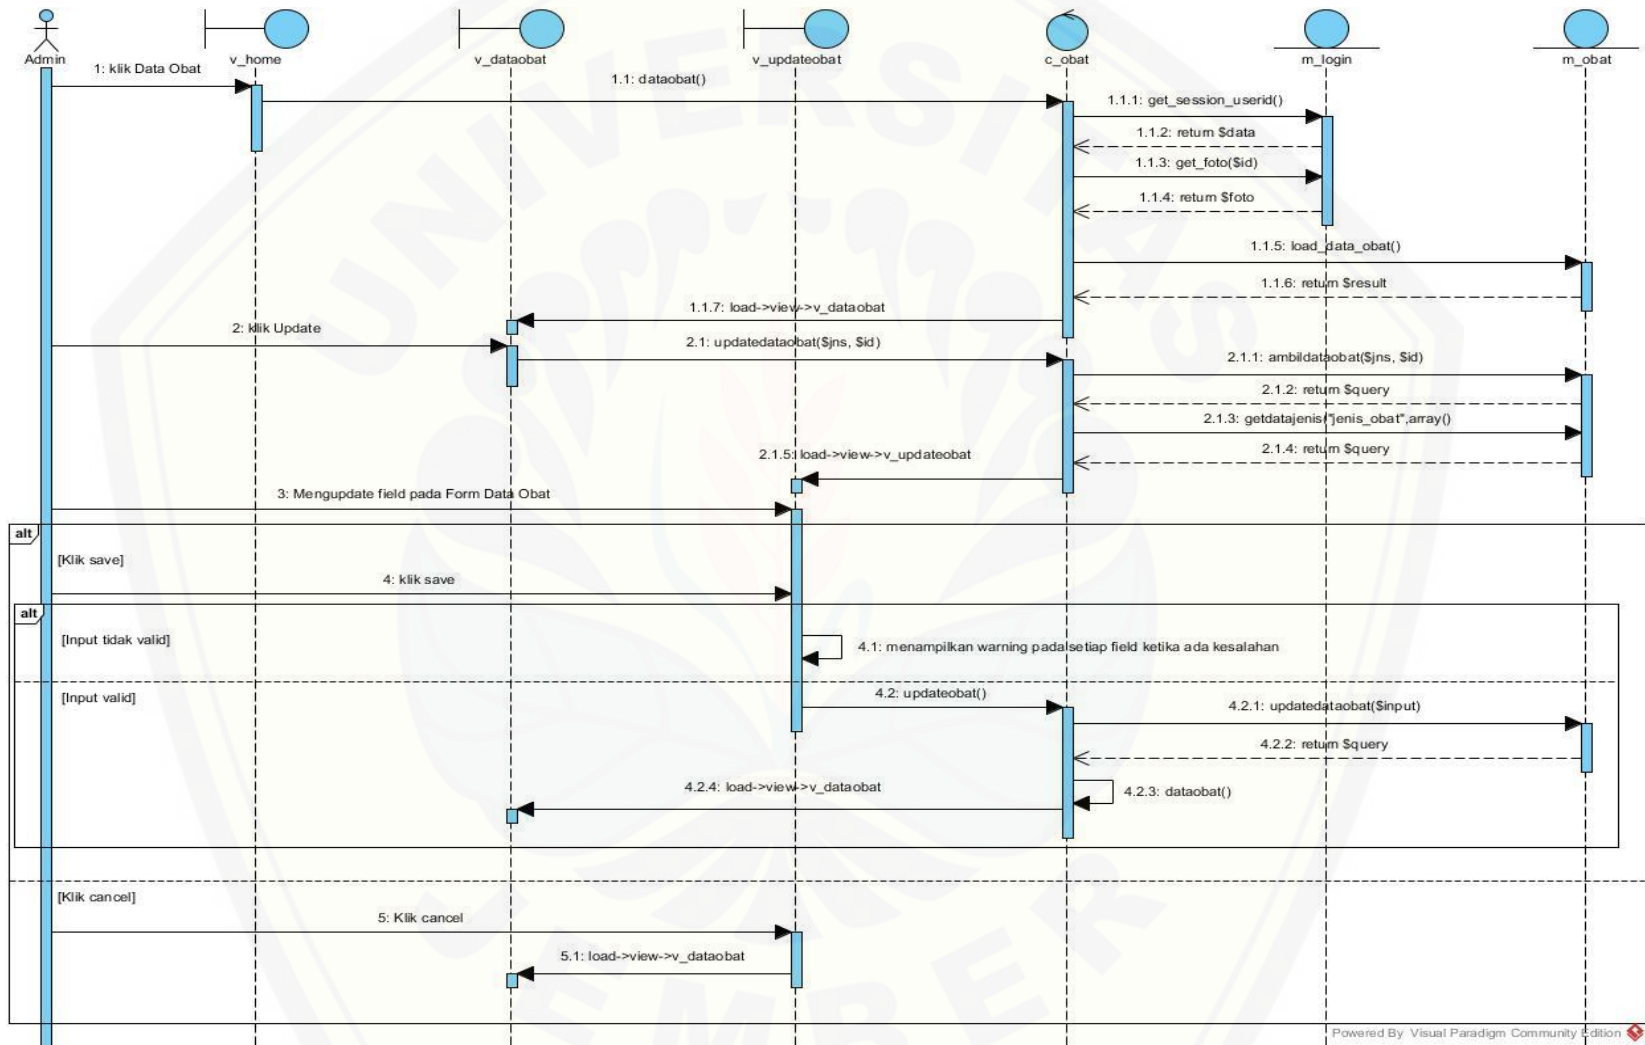 Admin
v_home
v_dataobat
v_updateobat
c_obat
m_login
m_obat
1: klik Data Obat
1.1: dataobat()
1.1.1: get_session_userid()
1.1.2: return $data
1.1.3: get_foto($id)
1.1.4: return $foto
1.1.5: load_data_obat()
1.1.6: return $result
1.1.7: load->view->v_dataobat
2: klik Update
2.1: updatedataobat($jns, $id)
2.1.1: ambildataobat($jns, $id)
2.1.2: return $query
2.1.3: getdatajenis("jenis_obat",array()
2.1.4: return $query
2.1.5: load->view->v_updateobat
3: Mengupdate field pada Form Data Obat
alt
[Klik save]
4: klik save
alt
[Input tidak valid]
4.1: menampilkan warning pada setiap field ketika ada kesalahan
[Input valid]
4.2: updateobat()
4.2.1: updatedataobat($input)
4.2.2: return $query
4.2.3: dataobat()
4.2.4: load->view->v_dataobat
[Klik cancel]
5: Klik cancel
5.1: load->view->v_dataobat
UNIVERSITAS
JEMBER
Powered By Visual Paradigm Community Edition